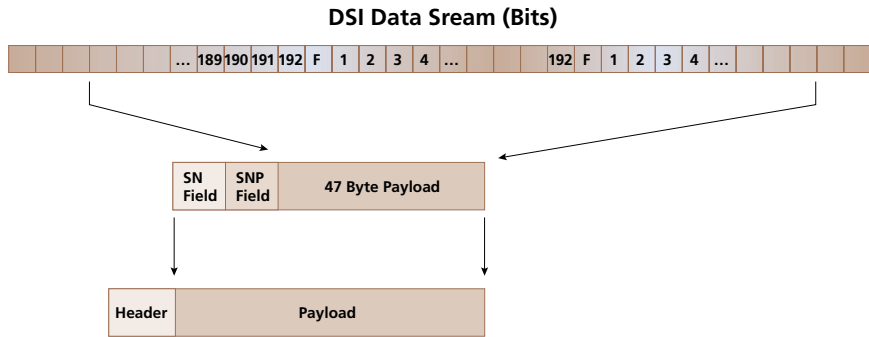 DSI Data Sream (Bits)
... 189 190 191 192 F 1 2 3 4 ... 192 F 1 2 3 4 ...
SN Field
SNP Field
47 Byte Payload
Header
Payload